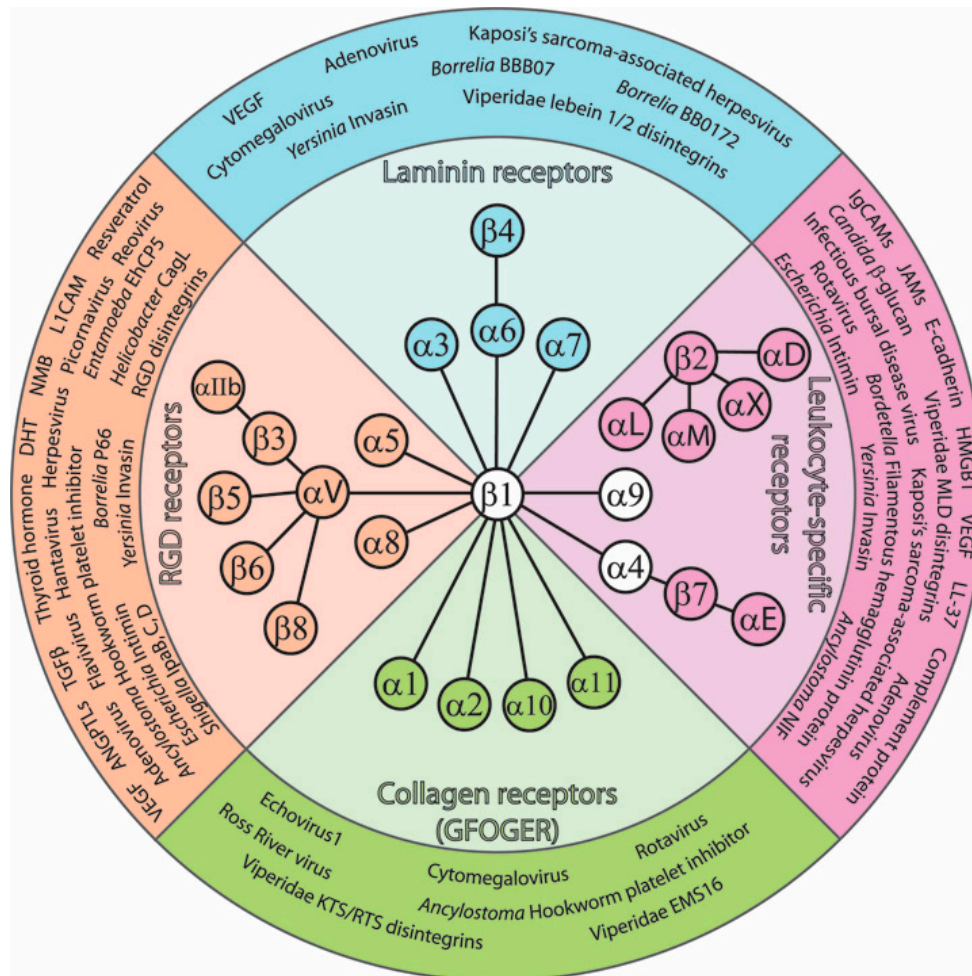 VEGF
Adenovirus
Kaposi's sarcoma-associated herpesvirus
Cytomegalovirus
Borrelia BBB07
Borrelia BB0172
Yersinia Invasin
Viperidae lebein 1/2 disintegrins
Laminin receptors
β4
α3
α6
α7
IgCAMs
JAMs
E-cadherin
HMGB1
VEGF
LL-37
Complement protein
Candida β-glucan
Viperidae MLD disintegrins
Adenovirus
Infectious bursal disease virus
Kaposi's sarcoma-associated herpesvirus
Rotavirus
Bordetella Filamentous hemagglutinin protein
Escherichia Intimin
Yersinia Invasin
Ancylostoma NIF
Leukocyte-specific
receptors
β2
αD
αL
αM
αX
α9
α4
β7
αE
β1
VEGF
ANGPTLs
TGFβ
Thyroid hormone
DHT
NMB
L1CAM
Resveratrol
Adenovirus
Flavivirus
Hantavirus
Herpesvirus
Picornavirus
Reovirus
Ancylostoma Hookworm platelet inhibitor
Entamoeba EhCP5
Escherichia Intimin
Borrelia P66
Helicobacter CagL
Shigella IpaB, C,D
Yersinia Invasin
RGD disintegrins
RGD receptors
αIIb
β3
α5
β5
αV
β6
α8
β8
α1
α2
α10
α11
Collagen receptors
(GFOGER)
Echovirus1
Rotavirus
Ross River virus
Cytomegalovirus
Ancylostoma Hookworm platelet inhibitor
Viperidae KTS/RTS disintegrins
Viperidae EMS16